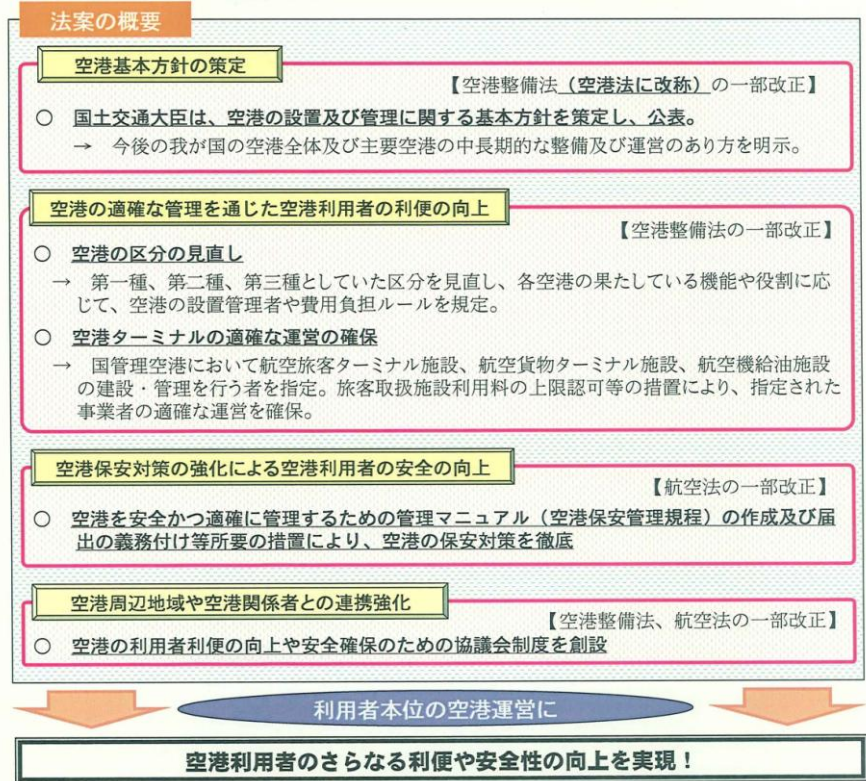 法案の概要
空港基本方針の策定
【空港整備法（空港法に改称）の一部改正】
○ 国土交通大臣は、空港の設置及び管理に関する基本方針を策定し、公表。
→ 今後の我が国の空港全体及び主要空港の中長期的な整備及び運営のあり方を明示。
空港の適確な管理を通じた空港利用者の利便の向上
【空港整備法の一部改正】
○ 空港の区分の見直し
→ 第一種、第二種、第三種としていた区分を見直し、各空港の果たしている機能や役割に応
じて、空港の設置管理者や費用負担ルールを規定。
○ 空港ターミナルの適確な運営の確保
→ 国管理空港において航空旅客ターミナル施設、航空貨物ターミナル施設、航空機給油施設
の建設・管理を行う者を指定。旅客取扱施設利用料の上限認可等の措置により、指定された
事業者の適確な運営を確保。
空港保安対策の強化による空港利用者の安全の向上
【航空法の一部改正】
○ 空港を安全かつ適確に管理するための管理マニュアル（空港保安管理規程）の作成及び届
出の義務付け等所要の措置により、空港の保安対策を徹底
空港周辺地域や空港関係者との連携強化
【空港整備法、航空法の一部改正】
○ 空港の利用者利便の向上や安全確保のための協議会制度を創設
利用者本位の空港運営に
空港利用者のさらなる利便や安全性の向上を実現！